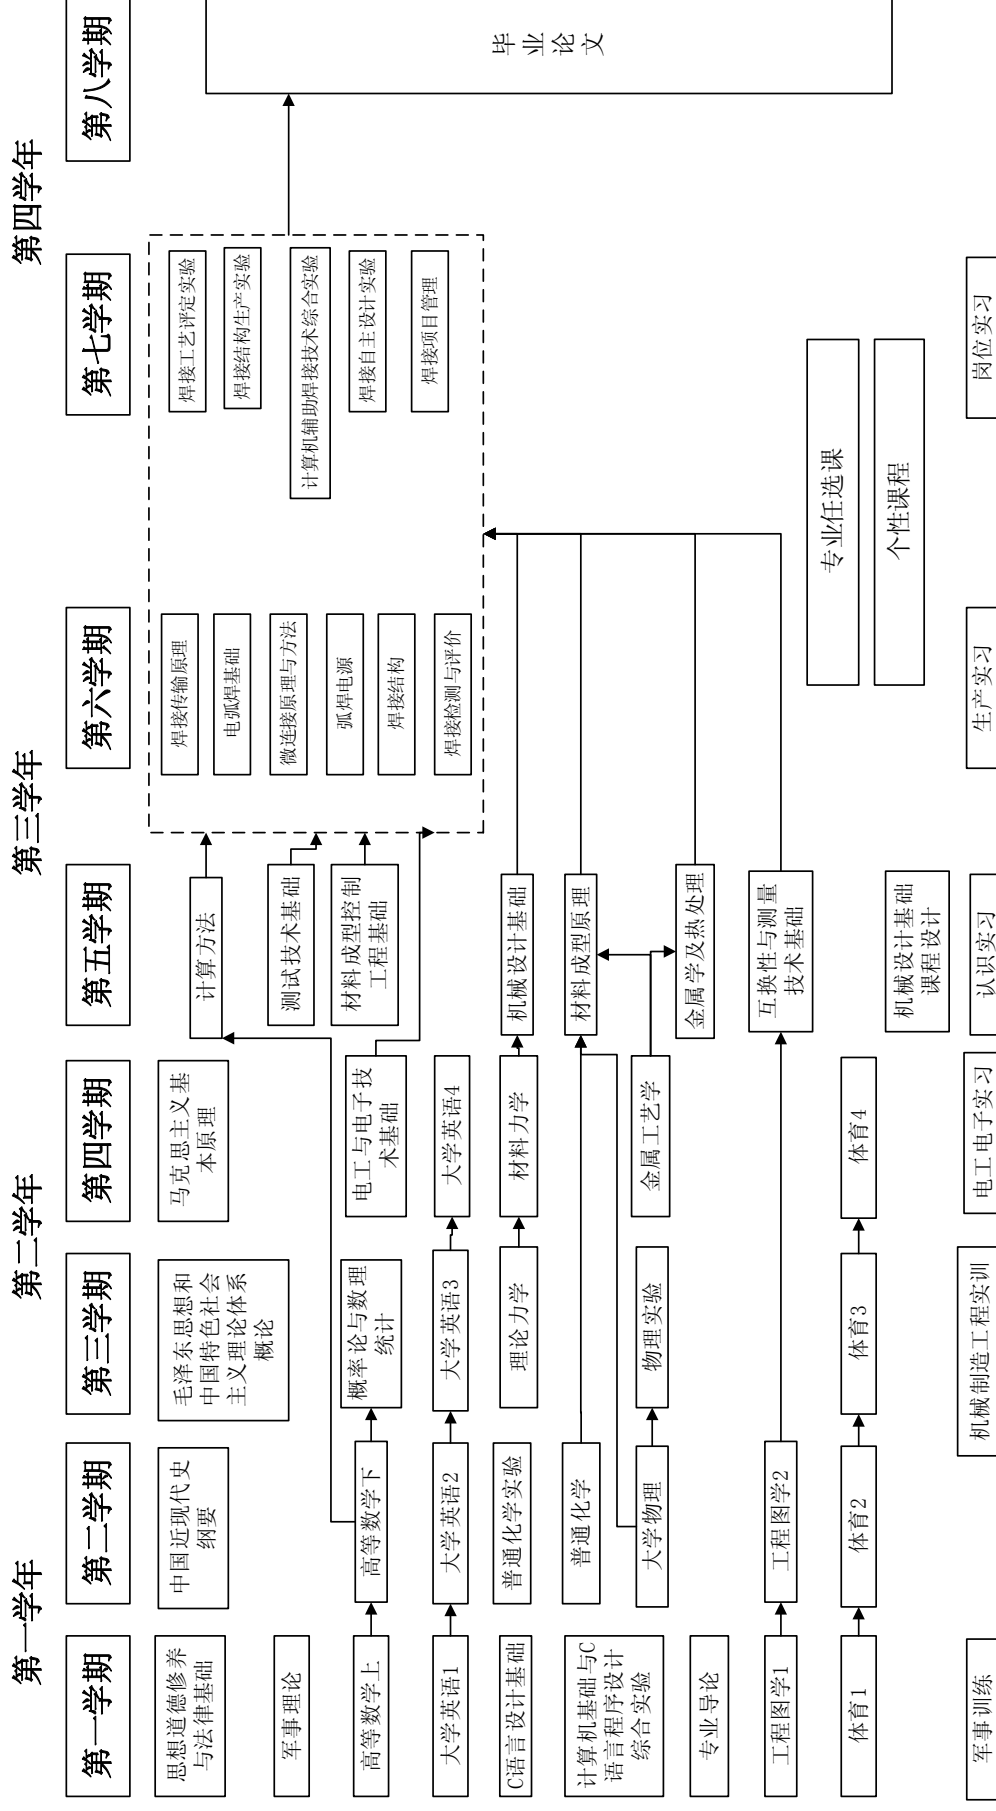 第一学年
第二学年
第三学年
第四学年
第一学期
第二学期
第三学期
第四学期
第五学期
第六学期
第七学期
第八学期
思想道德修养
与法律基础
军事理论
高等数学上
大学英语1
C语言设计基础
计算机基础与C
语言程序设计
综合实验
专业导论
工程图学1
体育1
军事训练
中国近现代史
纲要
高等数学下
大学英语2
普通化学实验
普通化学
大学物理
工程图学2
体育2
毛泽东思想和
中国特色社会
主义理论体系
概论
概率论与数理
统计
大学英语3
理论力学
物理实验
体育3
机械制造工程实训
马克思主义基
本原理
电工与电子技
术基础
大学英语4
材料力学
金属工艺学
体育4
电工电子实习
计算方法
测试技术基础
材料成型控制
工程基础
机械设计基础
材料成型原理
金属学及热处理
互换性与测量
技术基础
机械设计基础
课程设计
认识实习
焊接传输原理
电弧焊基础
微连接原理与方法
弧焊电源
焊接结构
焊接检测与评价
生产实习
焊接工艺评定实验
焊接结构生产实验
计算机辅助焊接技术综合实验
焊接自主设计实验
焊接项目管理
专业任选课
个性课程
岗位实习
毕业论文